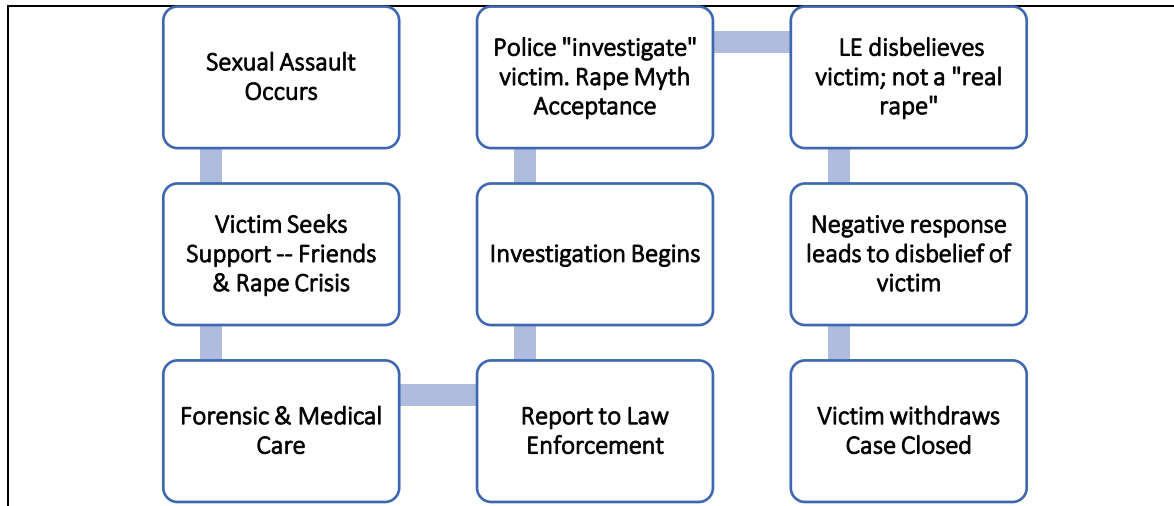 Sexual Assault
Occurs
Victim Seeks
Support -- Friends
& Rape Crisis
Forensic & Medical
Care
Report to Law
Enforcement
Investigation Begins
Police "investigate"
victim. Rape Myth
Acceptance
LE disbelieves
victim; not a "real
rape"
Negative response
leads to disbelief of
victim
Victim withdraws
Case Closed